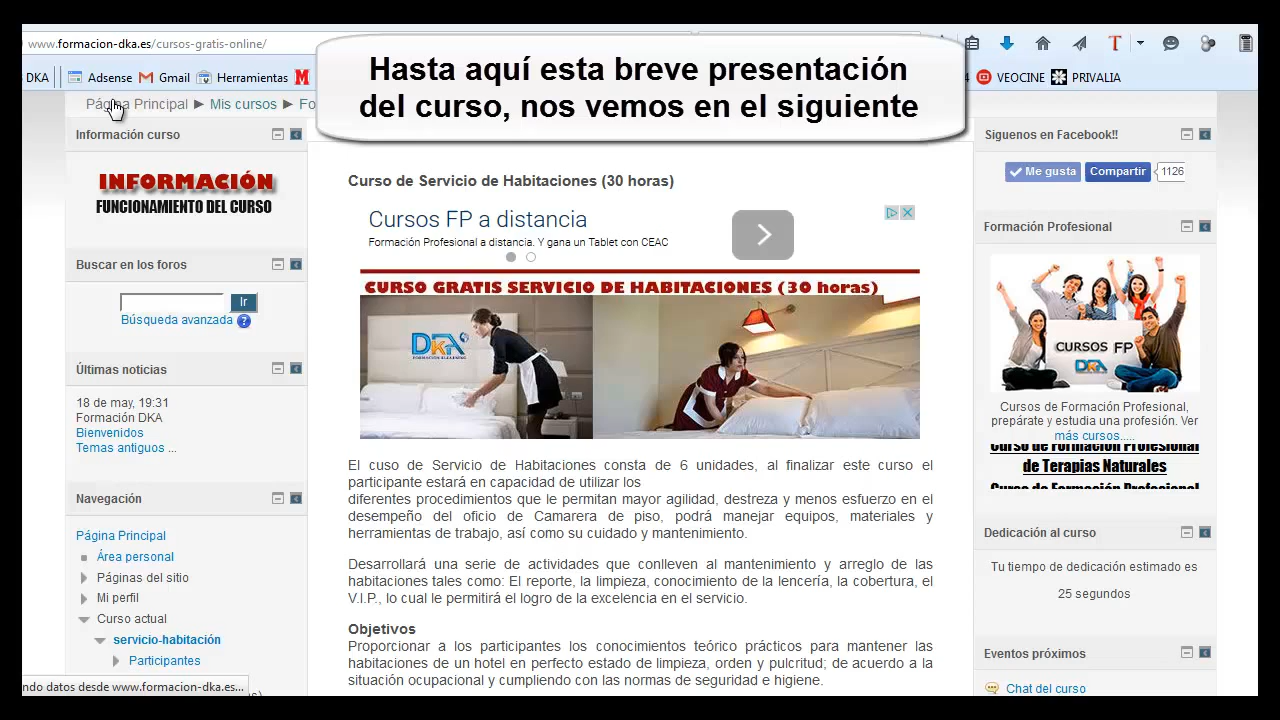 www.formacion-dka.es/cursos-gratis-online/
DKA
Adsense
Gmail
Herramientas
Hasta aquí esta breve presentación
del curso, nos vemos en el siguiente
4
VEOCINE
PRIVALIA
Página Principal ► Mis cursos ► Fo
Información curso
INFORMACIÓN
FUNCIONAMIENTO DEL CURSO
Buscar en los foros
Ir
Búsqueda avanzada
Últimas noticias
18 de may, 19:31
Formación DKA
Bienvenidos
Temas antiguos ...
Navegación
Página Principal
Área personal
Páginas del sitio
Mi perfil
Curso actual
servicio-habitación
Participantes
ndo datos desde www.formacion-dka.es...
Curso de Servicio de Habitaciones (30 horas)
Cursos FP a distancia
Formación Profesional a distancia. Y gana un Tablet con CEAC
CURSO GRATIS SERVICIO DE HABITACIONES (30 horas)
DKA
El cuso de Servicio de Habitaciones consta de 6 unidades, al finalizar este curso el
participante estará en capacidad de utilizar los
diferentes procedimientos que le permitan mayor agilidad, destreza y menos esfuerzo en el
desempeño del oficio de Camarera de piso, podrá manejar equipos, materiales y
herramientas de trabajo, así como su cuidado y mantenimiento.
Desarrollará una serie de actividades que conlleven al mantenimiento y arreglo de las
habitaciones tales como: El reporte, la limpieza, conocimiento de la lencería, la cobertura, el
V.I.P., lo cual le permitirá el logro de la excelencia en el servicio.
Objetivos
Proporcionar a los participantes los conocimientos teórico prácticos para mantener las
habitaciones de un hotel en perfecto estado de limpieza, orden y pulcritud; de acuerdo a la
situación ocupacional y cumpliendo con las normas de seguridad e higiene.
Siguenos en Facebook!!
Me gusta
Compartir
1126
Formación Profesional
CURSOS FP
DKA
Cursos de Formación Profesional,
prepárate y estudia una profesión. Ver
más cursos.....
Curso de Formación Profesional
de Terapias Naturales
Curso de Formación Profesional
Dedicación al curso
Tu tiempo de dedicación estimado es
25 segundos
Eventos próximos
Chat del curso